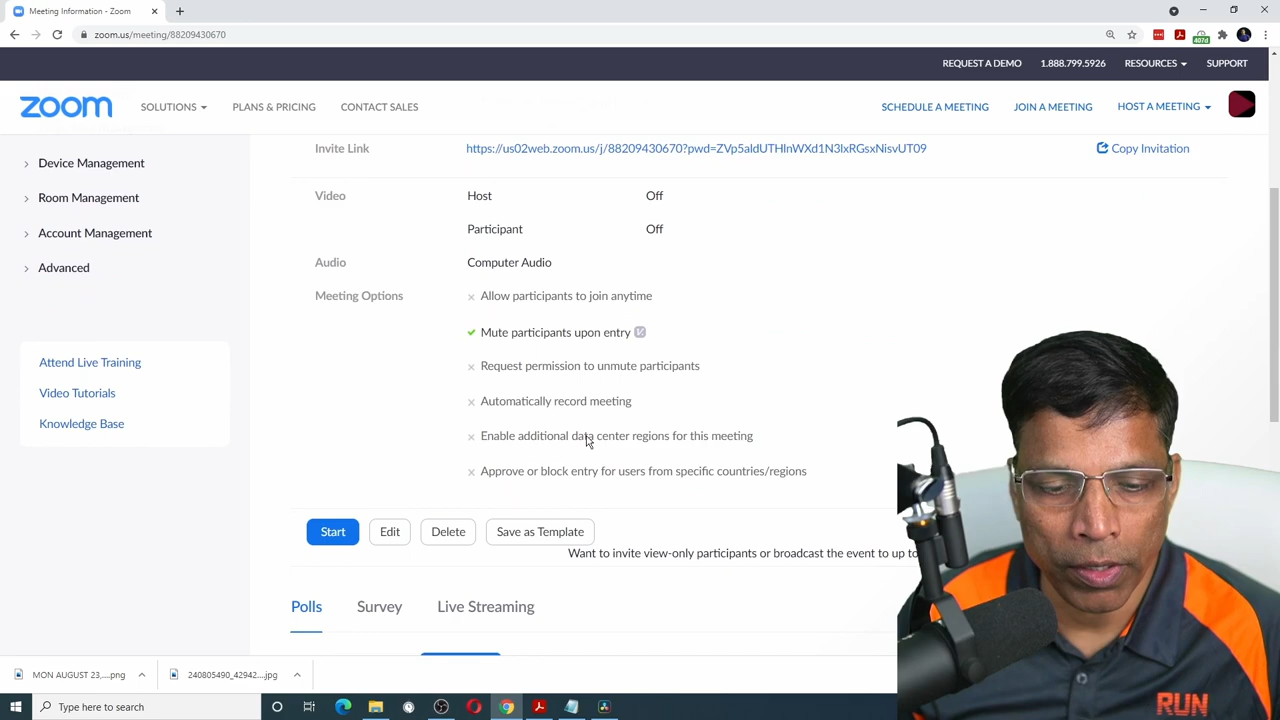 Meeting Information - Zoom
zoom.us/meeting/88209430670
407d
REQUEST A DEMO 1.888.799.5926 RESOURCES SUPPORT
zoom SOLUTIONS PLANS & PRICING CONTACT SALES SCHEDULE A MEETING JOIN A MEETING HOST A MEETING
Device Management
Room Management
Account Management
Advanced
Attend Live Training
Video Tutorials
Knowledge Base
Invite Link https://us02web.zoom.us/j/88209430670?pwd=ZVp5aldUTHlnWXd1N3lxRGsxNisvUT09 Copy Invitation
Video Host Off
Participant Off
Audio Computer Audio
Meeting Options Allow participants to join anytime
Mute participants upon entry
Request permission to unmute participants
Automatically record meeting
Enable additional data center regions for this meeting
Approve or block entry for users from specific countries/regions
Start Edit Delete Save as Template
Want to invite view-only participants or broadcast the event to up to
Polls Survey Live Streaming
MON AUGUST 23,....png 240805490_42942....jpg
Type here to search
RUN